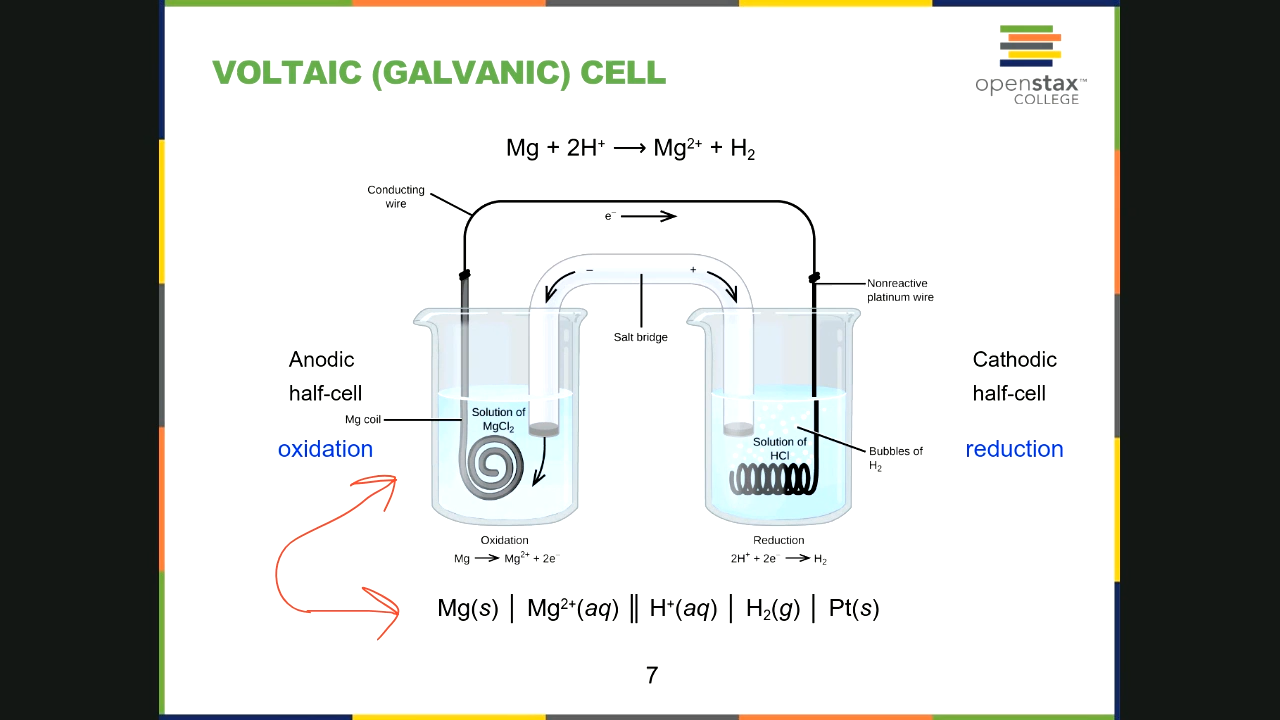 VOLTAIC (GALVANIC) CELL
openstax™
COLLEGE
Mg + 2H⁺ ⟶ Mg²⁺ + H₂
Conducting
wire
e⁻
−
+
Nonreactive
platinum wire
Salt bridge
Anodic
half-cell
Cathodic
half-cell
Mg coil
Solution of
MgCl₂
Solution of
HCl
Bubbles of
H₂
oxidation
reduction
Oxidation
Mg ⟶ Mg²⁺ + 2e⁻
Reduction
2H⁺ + 2e⁻ ⟶ H₂
Mg(s) │ Mg²⁺(aq) ║ H⁺(aq) │ H₂(g) │ Pt(s)
7